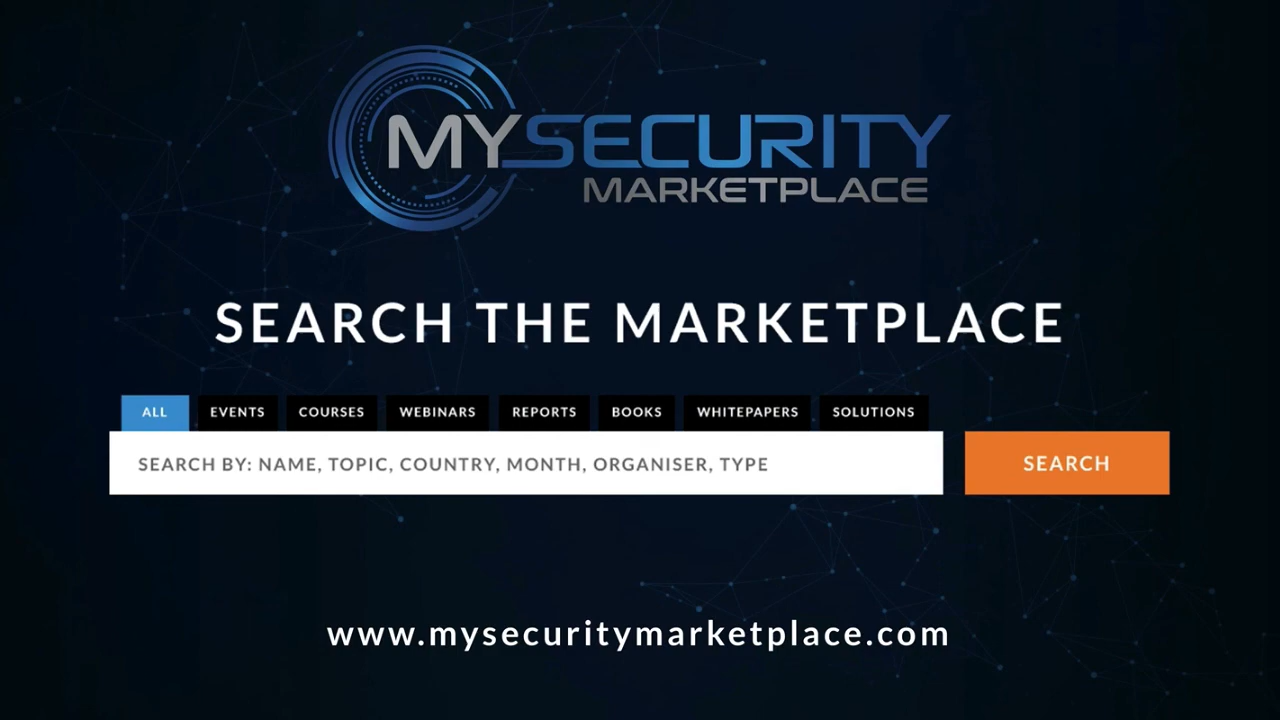 MYSECURITY
MARKETPLACE
SEARCH THE MARKETPLACE
ALL EVENTS COURSES WEBINARS REPORTS BOOKS WHITEPAPERS SOLUTIONS
SEARCH BY: NAME, TOPIC, COUNTRY, MONTH, ORGANISER, TYPE SEARCH
www.mysecuritymarketplace.com